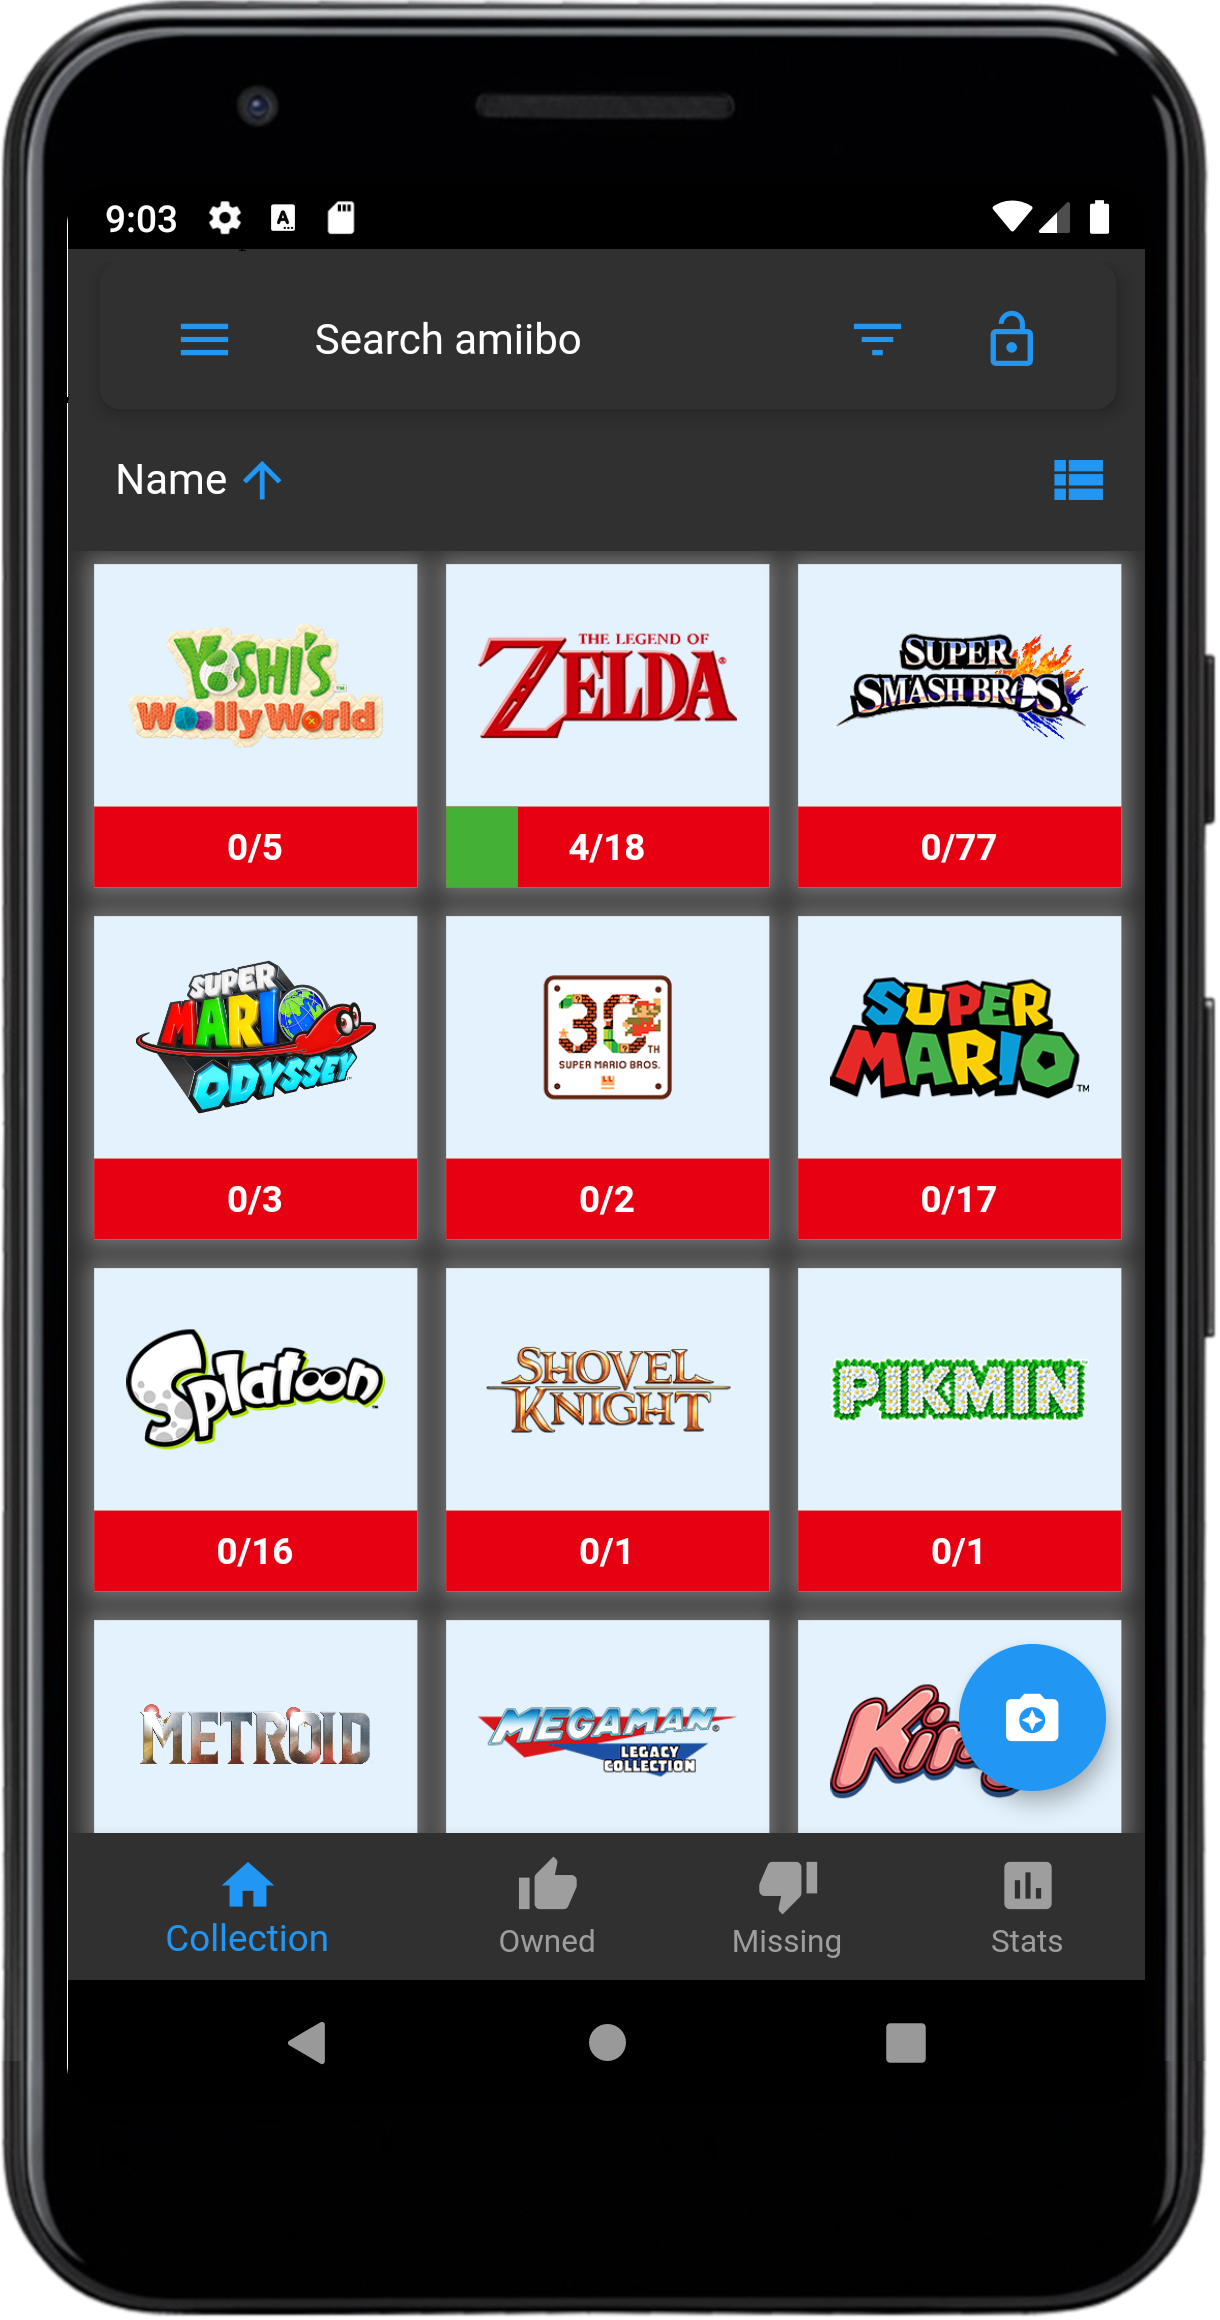 9:03
Search amiibo
Name
YOSHI'S
Woolly World
THE LEGEND OF
ZELDA
SUPER
SMASH BROS.
0/5
4/18
0/77
SUPER
MARIO
ODYSSEY
30TH
SUPER MARIO BROS.
SUPER
MARIO
0/3
0/2
0/17
Splatoon
SHOVEL
KNIGHT
PIKMIN
0/16
0/1
0/1
METROID
MEGAMAN
LEGACY
COLLECTION
Collection
Owned
Missing
Stats